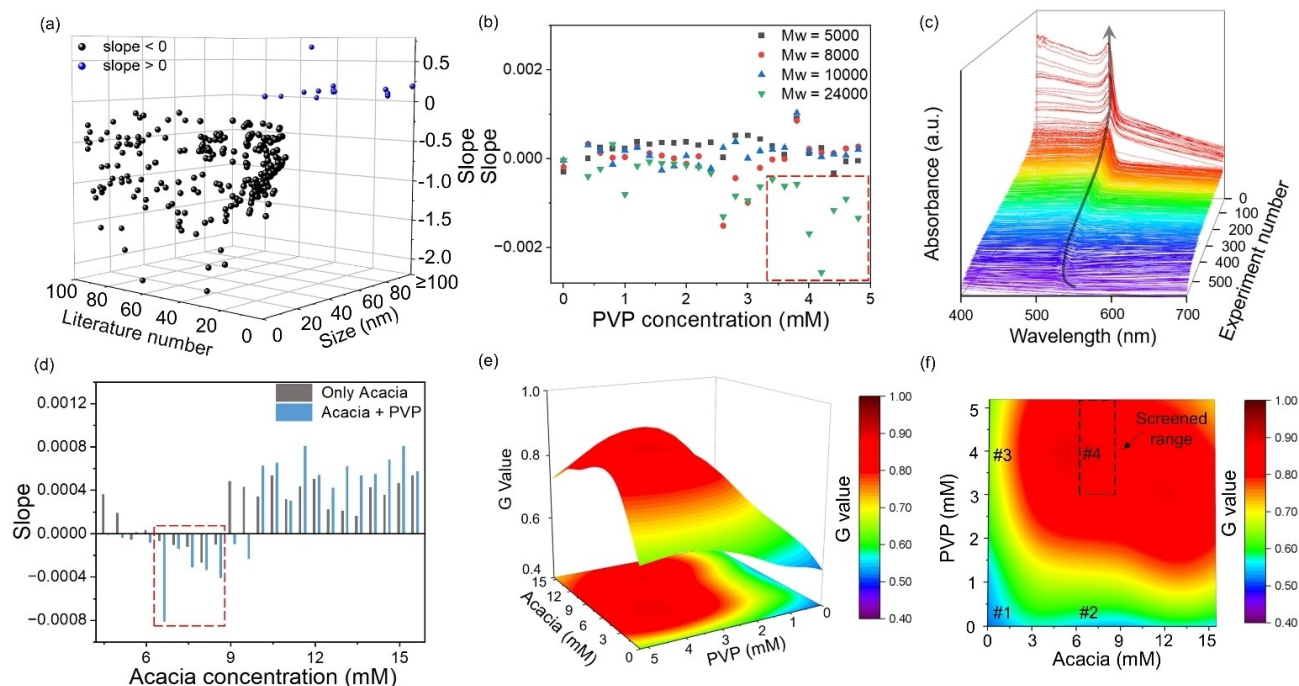 (a)
slope < 0
slope > 0
0.5
0
-0.5
-1.0
-1.5
-2.0
Slope
100
80
60
40
20
0
Literature number
0
20
40
60
80
≥100
Size (nm)
(b)
Mw = 5000
Mw = 8000
Mw = 10000
Mw = 24000
0.002
0.000
−0.002
Slope
0
1
2
3
4
5
PVP concentration (mM)
(c)
Absorbance (a.u.)
400
500
600
700
Wavelength (nm)
0
100
200
300
400
500
Experiment number
(d)
Only Acacia
Acacia + PVP
0.0012
0.0008
0.0004
0.0000
−0.0004
−0.0008
Slope
6
9
12
15
Acacia concentration (mM)
(e)
1.0
0.8
0.6
0.4
G Value
15
12
9
6
3
0
Acacia (mM)
5
4
3
2
1
0
PVP (mM)
1.00
0.90
0.80
0.70
0.60
0.50
0.40
G value
(f)
5
4
3
2
1
0
PVP (mM)
Screened
range
#3
#4
#1
#2
0
3
6
9
12
15
Acacia (mM)
1.00
0.90
0.80
0.70
0.60
0.50
0.40
G value